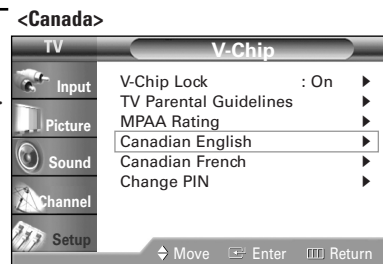 <Canada>
TV
V-Chip
Input
Picture
Sound
Channel
Setup
V-Chip Lock : On
TV Parental Guidelines
MPAA Rating
Canadian English
Canadian French
Change PIN
Move Enter Return